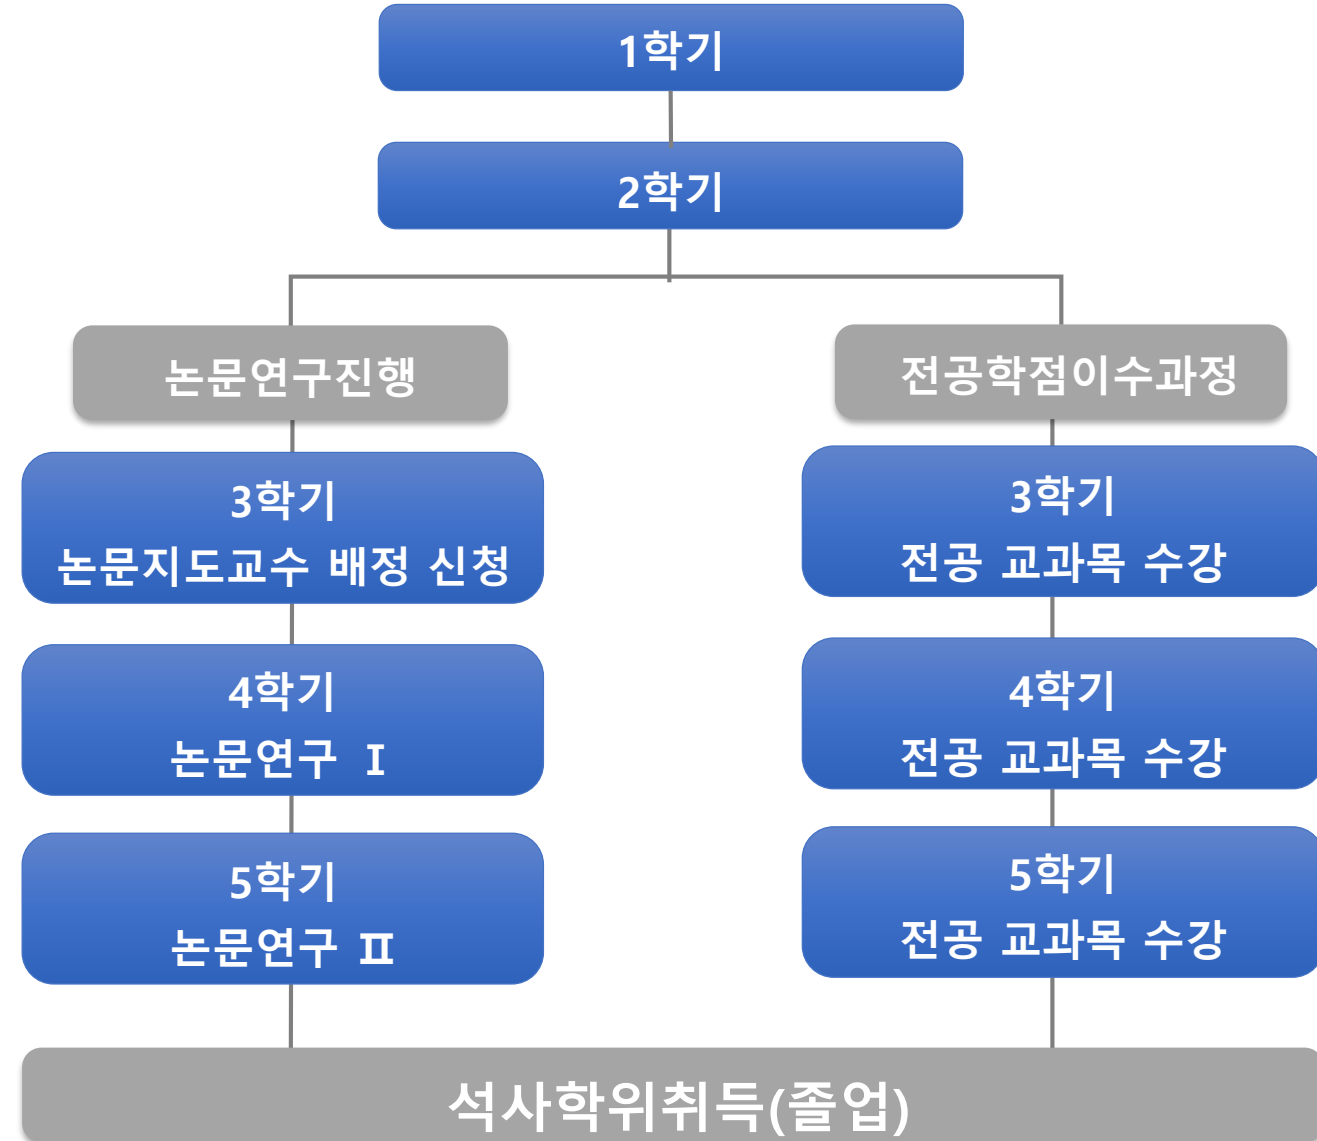 1학기
2학기
논문연구진행
전공학점이수과정
3학기
논문지도교수 배정 신청
3학기
전공 교과목 수강
4학기
논문연구 Ⅰ
4학기
전공 교과목 수강
5학기
논문연구 Ⅱ
5학기
전공 교과목 수강
석사학위취득(졸업)